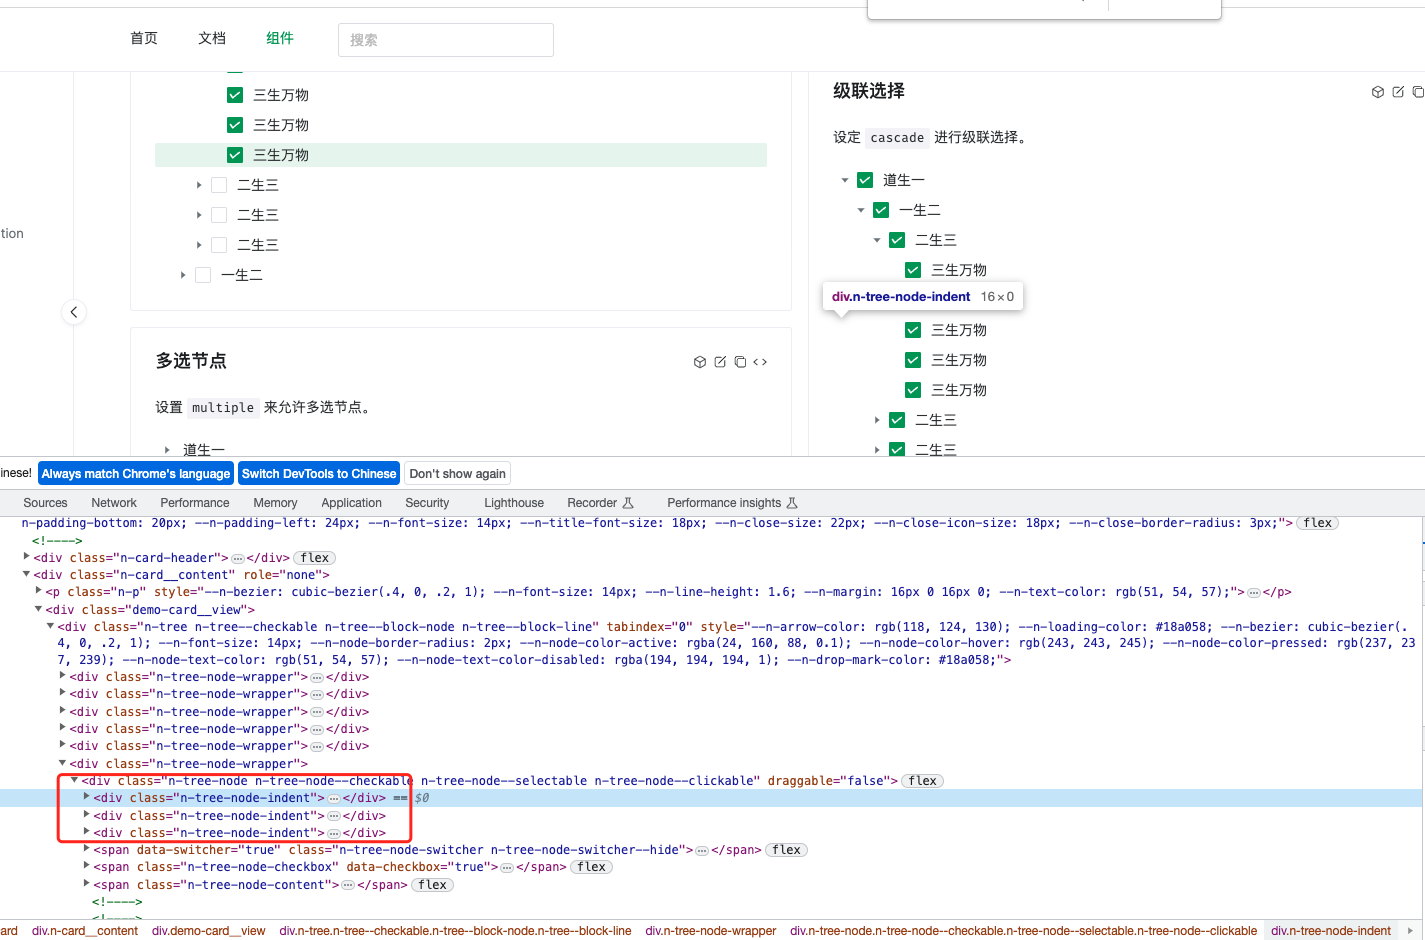 首页 文档 组件 搜索
三生万物
三生万物
三生万物
二生三
二生三
二生三
一生二
tion
多选节点
设置 multiple 来允许多选节点。
道生一
级联选择
设定 cascade 进行级联选择。
道生一
一生二
二生三
三生万物
div.n-tree-node-indent 16×0
三生万物
三生万物
三生万物
二生三
二生三
inese! Always match Chrome's language Switch DevTools to Chinese Don't show again
Sources Network Performance Memory Application Security Lighthouse Recorder Performance insights
n-padding-bottom: 20px; --n-padding-left: 24px; --n-font-size: 14px; --n-title-font-size: 18px; --n-close-size: 22px; --n-close-icon-size: 18px; --n-close-border-radius: 3px;"> flex
<!---->
<div class="n-card-header">…</div> flex
<div class="n-card__content" role="none">
<p class="n-p" style="--n-bezier: cubic-bezier(.4, 0, .2, 1); --n-font-size: 14px; --n-line-height: 1.6; --n-margin: 16px 0 16px 0; --n-text-color: rgb(51, 54, 57);">…</p>
<div class="demo-card__view">
<div class="n-tree n-tree--checkable n-tree--block-node n-tree--block-line" tabindex="0" style="--n-arrow-color: rgb(118, 124, 130); --n-loading-color: #18a058; --n-bezier: cubic-bezier(.
4, 0, .2, 1); --n-font-size: 14px; --n-node-border-radius: 2px; --n-node-color-active: rgba(24, 160, 88, 0.1); --n-node-color-hover: rgb(243, 243, 245); --n-node-color-pressed: rgb(237, 23
7, 239); --n-node-text-color: rgb(51, 54, 57); --n-node-text-color-disabled: rgba(194, 194, 194, 1); --n-drop-mark-color: #18a058;">
<div class="n-tree-node-wrapper">…</div>
<div class="n-tree-node-wrapper">…</div>
<div class="n-tree-node-wrapper">…</div>
<div class="n-tree-node-wrapper">…</div>
<div class="n-tree-node-wrapper">…</div>
<div class="n-tree-node-wrapper">
<div class="n-tree-node n-tree-node--checkable n-tree-node--selectable n-tree-node--clickable" draggable="false"> flex
<div class="n-tree-node-indent">…</div> == $0
<div class="n-tree-node-indent">…</div>
<div class="n-tree-node-indent">…</div>
<span data-switcher="true" class="n-tree-node-switcher n-tree-node-switcher--hide">…</span> flex
<span class="n-tree-node-checkbox" data-checkbox="true">…</span> flex
<span class="n-tree-node-content">…</span> flex
<!---->
<!---->
ard div.n-card__content div.demo-card__view div.n-tree.n-tree--checkable.n-tree--block-node.n-tree--block-line div.n-tree-node-wrapper div.n-tree-node.n-tree-node--checkable.n-tree-node--selectable.n-tree-node--clickable div.n-tree-node-indent